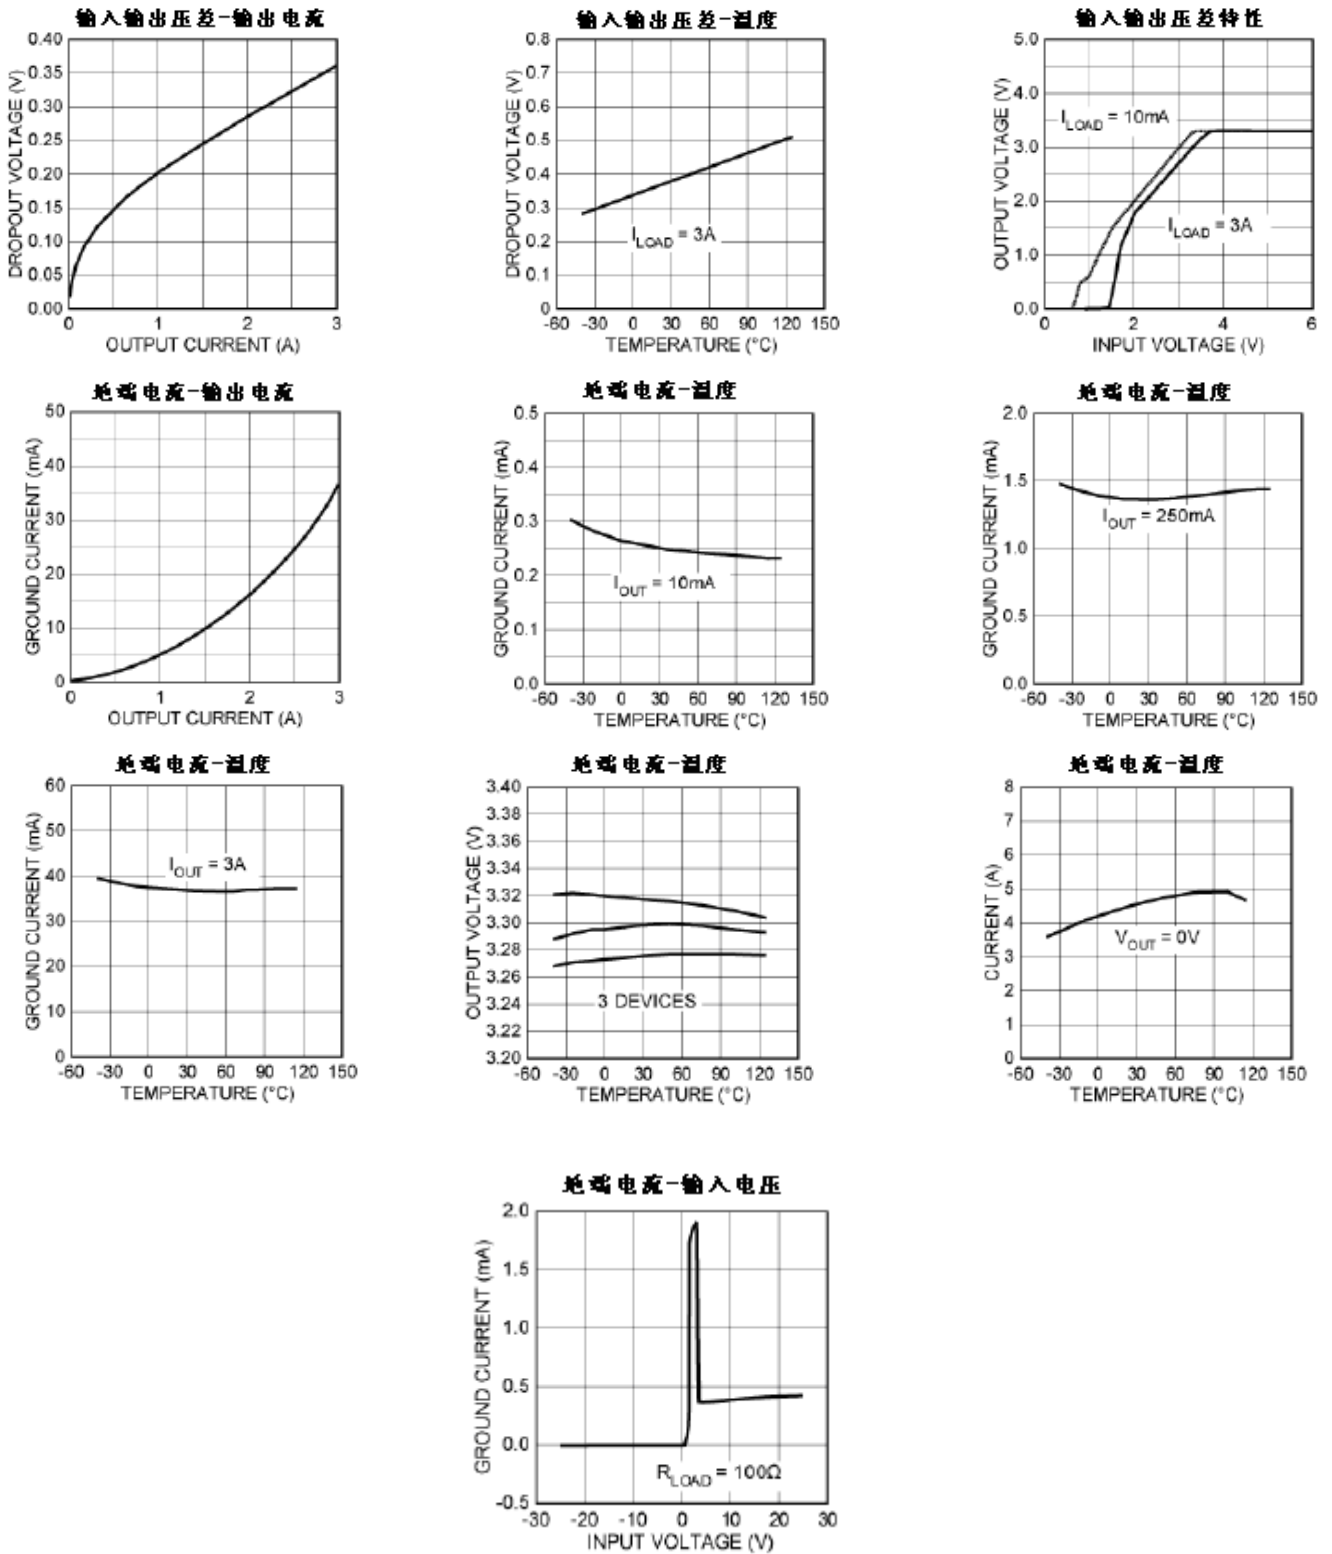 输入输出压差-输出电流
0.40
0.35
0.30
0.25
0.20
0.15
0.10
0.05
0.00
DROPOUT VOLTAGE (V)
0 1 2 3
OUTPUT CURRENT (A)
输入输出压差-温度
0.8
0.7
0.6
0.5
0.4
0.3
0.2
0.1
0
DROPOUT VOLTAGE (V)
ILOAD = 3A
-60 -30 0 30 60 90 120 150
TEMPERATURE (°C)
输入输出压差特性
5.0
4.0
3.0
2.0
1.0
0.0
OUTPUT VOLTAGE (V)
ILOAD = 10mA
ILOAD = 3A
0 2 4 6
INPUT VOLTAGE (V)
地端电流-输出电流
50
40
30
20
10
0
GROUND CURRENT (mA)
0 1 2 3
OUTPUT CURRENT (A)
地端电流-温度
0.5
0.4
0.3
0.2
0.1
0.0
GROUND CURRENT (mA)
IOUT = 10mA
-60 -30 0 30 60 90 120 150
TEMPERATURE (°C)
地端电流-温度
2.0
1.5
1.0
0.5
0.0
GROUND CURRENT (mA)
IOUT = 250mA
-60 -30 0 30 60 90 120 150
TEMPERATURE (°C)
地端电流-温度
60
50
40
30
20
10
0
GROUND CURRENT (mA)
IOUT = 3A
-60 -30 0 30 60 90 120 150
TEMPERATURE (°C)
地端电流-温度
3.40
3.38
3.36
3.34
3.32
3.30
3.28
3.26
3.24
3.22
3.20
OUTPUT VOLTAGE (V)
3 DEVICES
-60 -30 0 30 60 90 120 150
TEMPERATURE (°C)
地端电流-温度
8
7
6
5
4
3
2
1
0
CURRENT (A)
VOUT = 0V
-60 -30 0 30 60 90 120 150
TEMPERATURE (°C)
地端电流-输入电压
2.0
1.5
1.0
0.5
0.0
-0.5
GROUND CURRENT (mA)
RLOAD = 100Ω
-30 -20 -10 0 10 20 30
INPUT VOLTAGE (V)